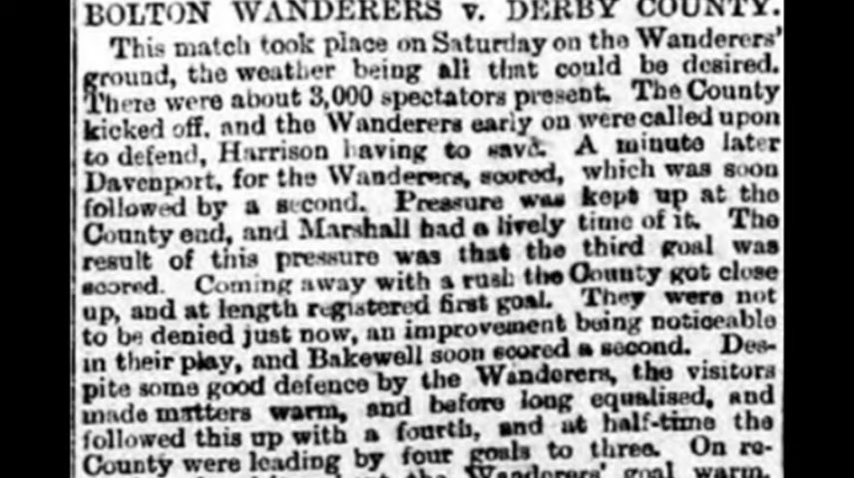 BOLTON WANDERERS v. DERBY COUNTY.
This match took place on Saturday on the Wanderers'
ground, the weather being all that could be desired.
There were about 3,000 spectators present. The County
kicked off, and the Wanderers early on were called upon
to defend, Harrison having to save. A minute later
Davenport, for the Wanderers, scored, which was soon
followed by a second. Pressure was kept up at the
County end, and Marshall had a lively time of it. The
result of this pressure was that the third goal was
scored. Coming away with a rush the County got close
up, and at length registered first goal. They were not
to be denied just now, an improvement being noticeable
in their play, and Bakewell soon scored a second. Des-
pite some good defence by the Wanderers, the visitors
made matters warm, and before long equalised, and
followed this up with a fourth, and at half-time the
County were leading by four goals to three. On re-
the Wanderers' goal warm.